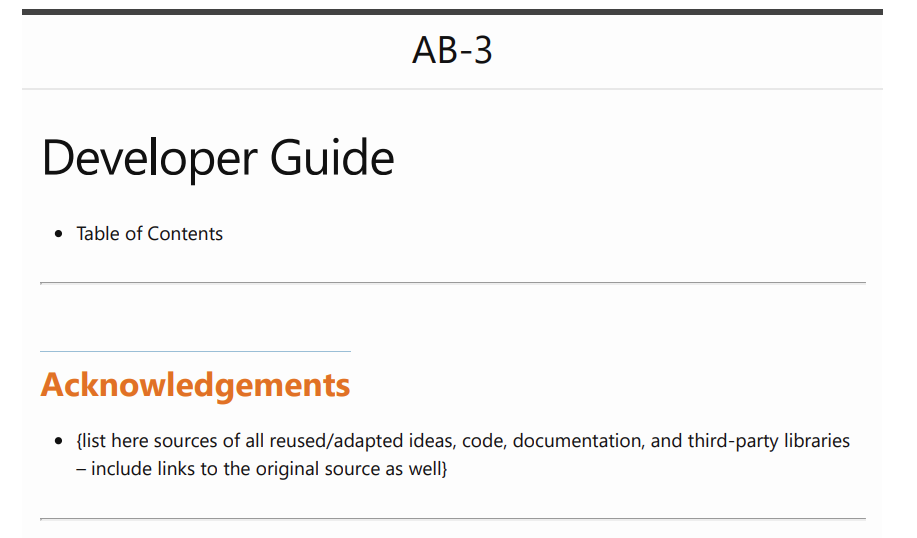 AB-3
Developer Guide
• Table of Contents
Acknowledgements
• {list here sources of all reused/adapted ideas, code, documentation, and third-party libraries
– include links to the original source as well}